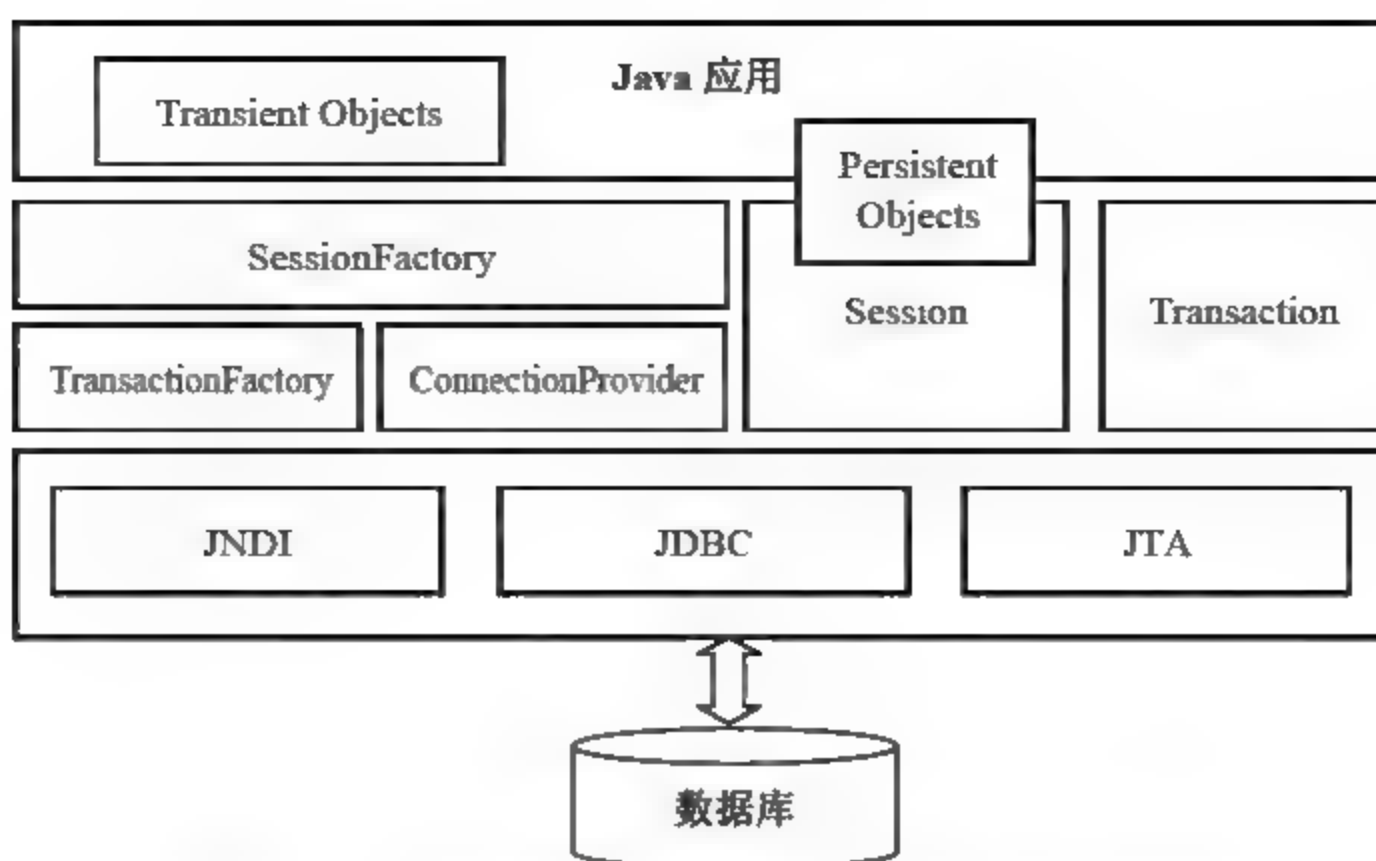 Java 应用
Transient Objects
Persistent
Objects
SessionFactory
Session
Transaction
TransactionFactory
ConnectionProvider
JNDI
JDBC
JTA
数据库